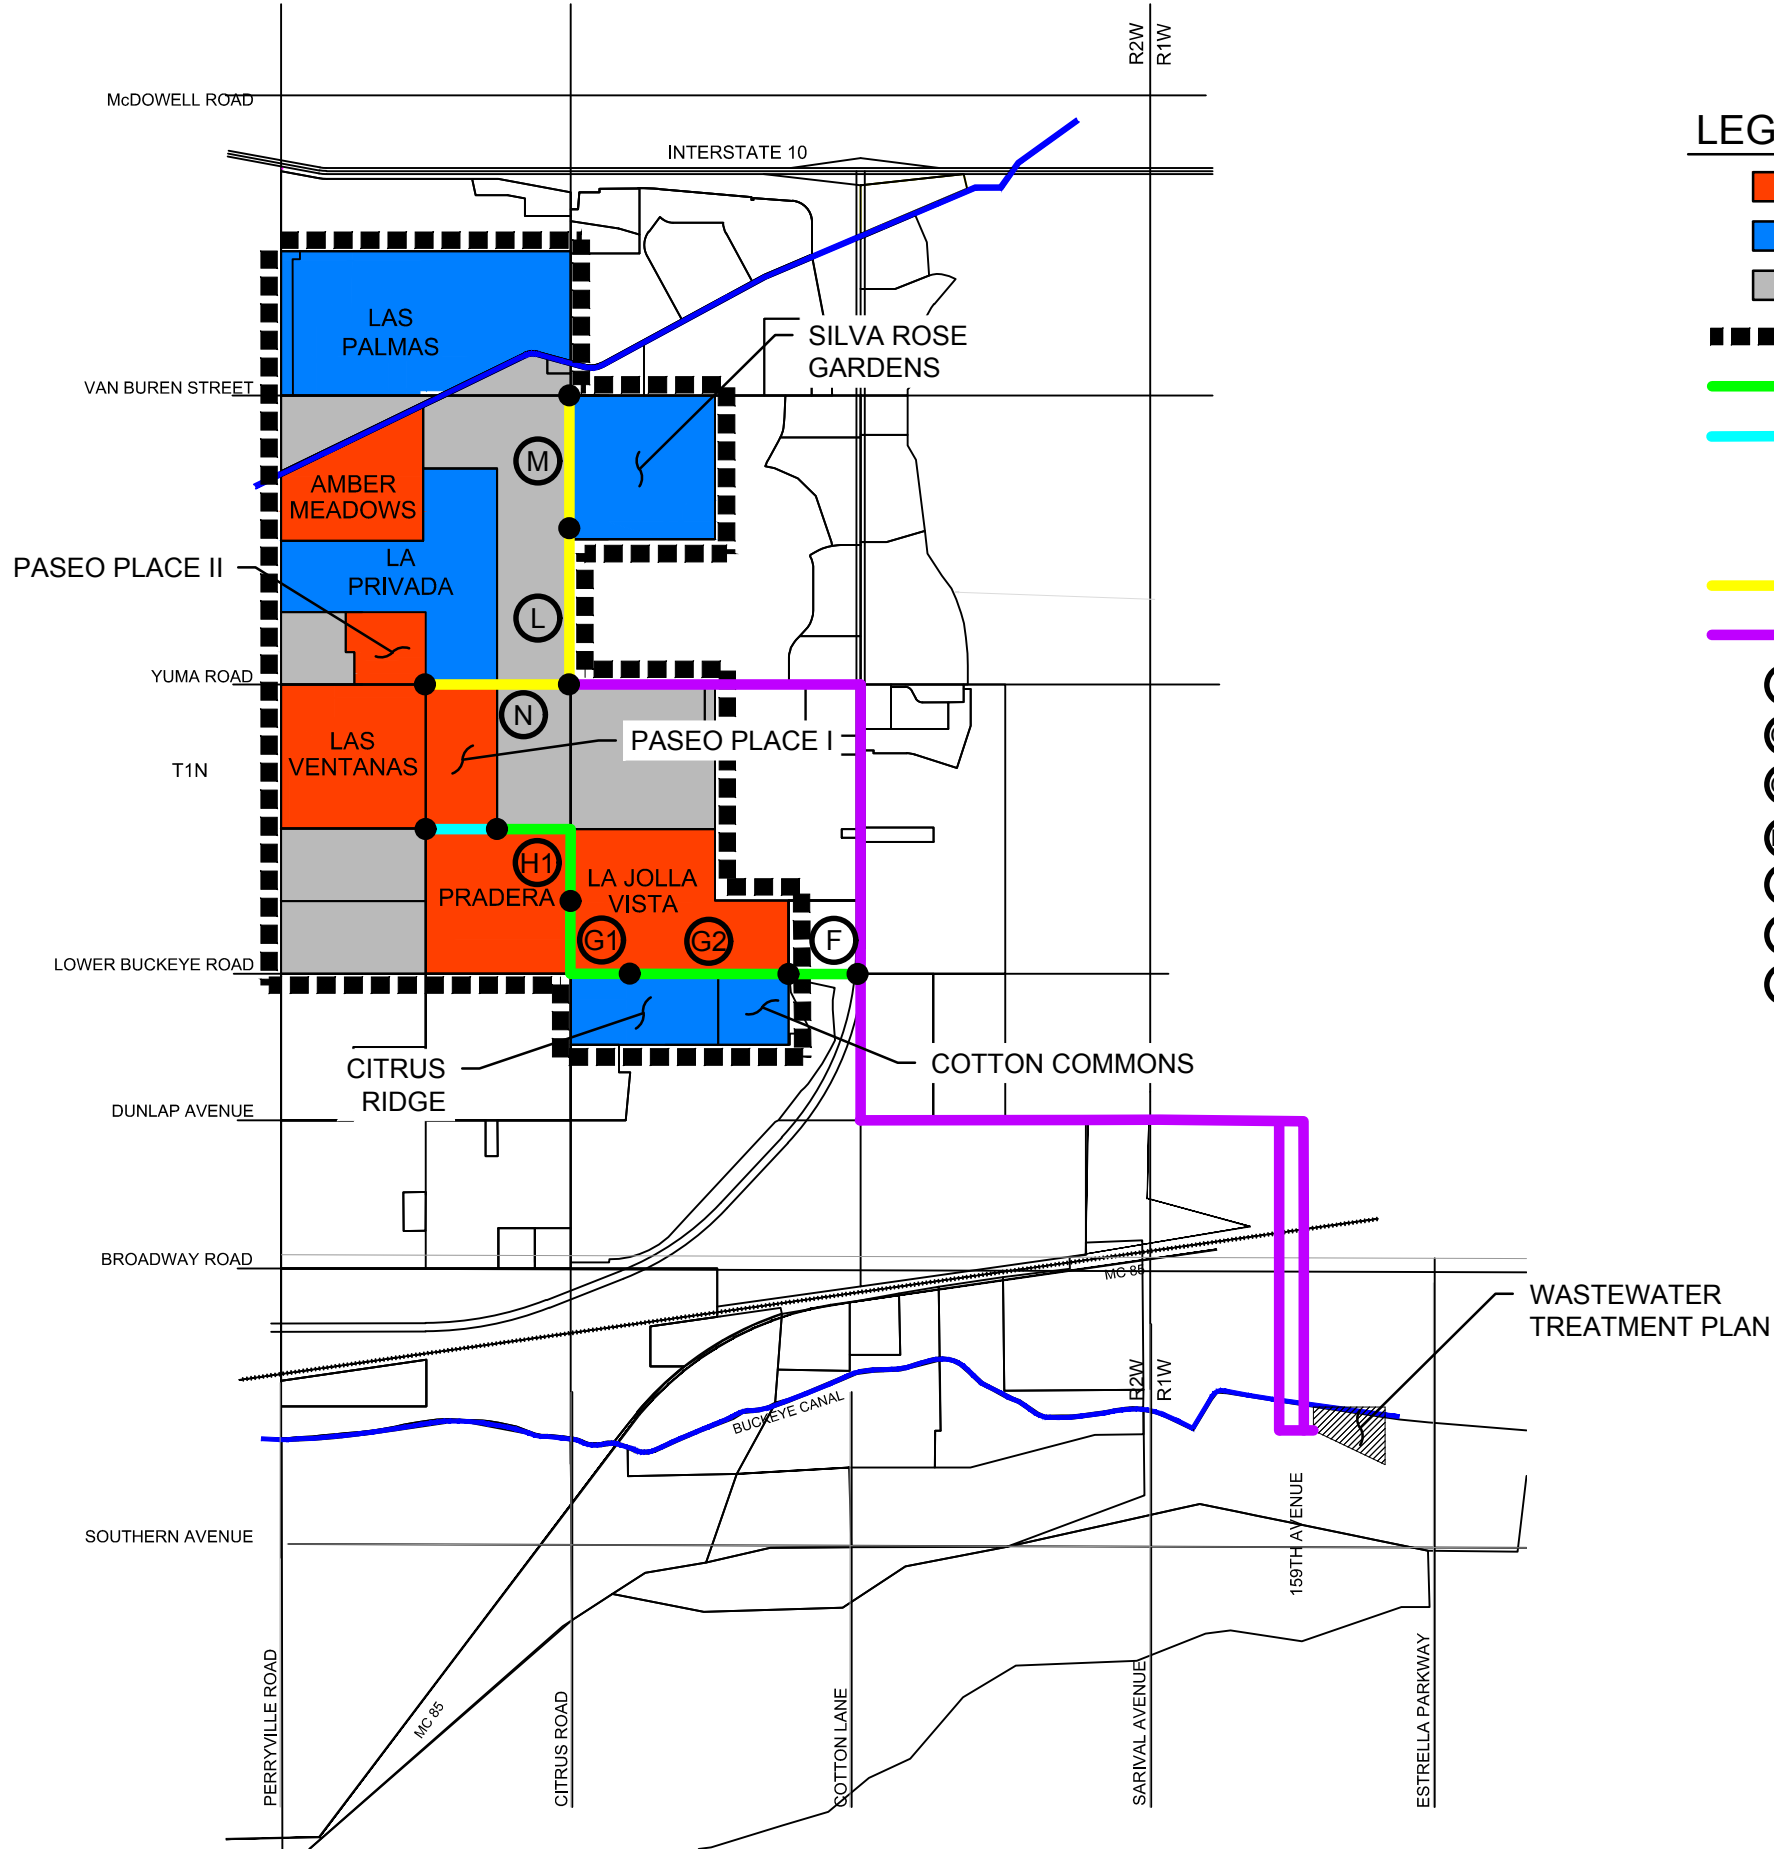 R2W
R1W
McDOWELL ROAD
INTERSTATE 10
LEG
LAS
PALMAS
SILVA ROSE
GARDENS
VAN BUREN STREET
M
AMBER
MEADOWS
PASEO PLACE II
LA
PRIVADA
L
YUMA ROAD
N
LAS
VENTANAS
PASEO PLACE I
T1N
H1
PRADERA
LA JOLLA
VISTA
G1
G2
F
LOWER BUCKEYE ROAD
CITRUS
RIDGE
COTTON COMMONS
DUNLAP AVENUE
BROADWAY ROAD
MC 85
WASTEWATER
TREATMENT PLAN
R2W
R1W
BUCKEYE CANAL
SOUTHERN AVENUE
159TH AVENUE
MC 85
PERRYVILLE ROAD
CITRUS ROAD
COTTON LANE
SARIVAL AVENUE
ESTRELLA PARKWAY